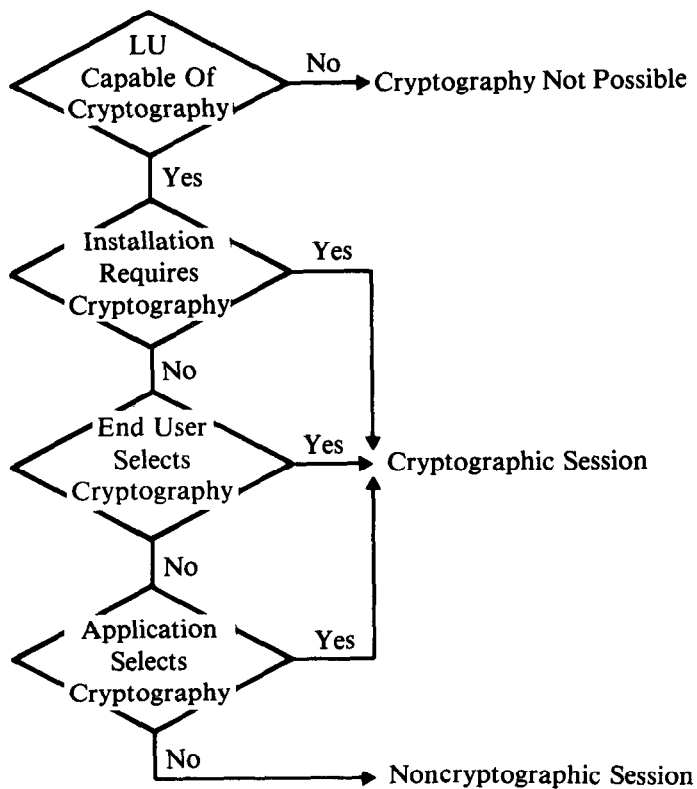 LU
Capable Of
Cryptography
No
Cryptography Not Possible
Yes
Installation
Requires
Cryptography
Yes
No
End User
Selects
Cryptography
Yes
Cryptographic Session
No
Application
Selects
Cryptography
Yes
No
Noncryptographic Session